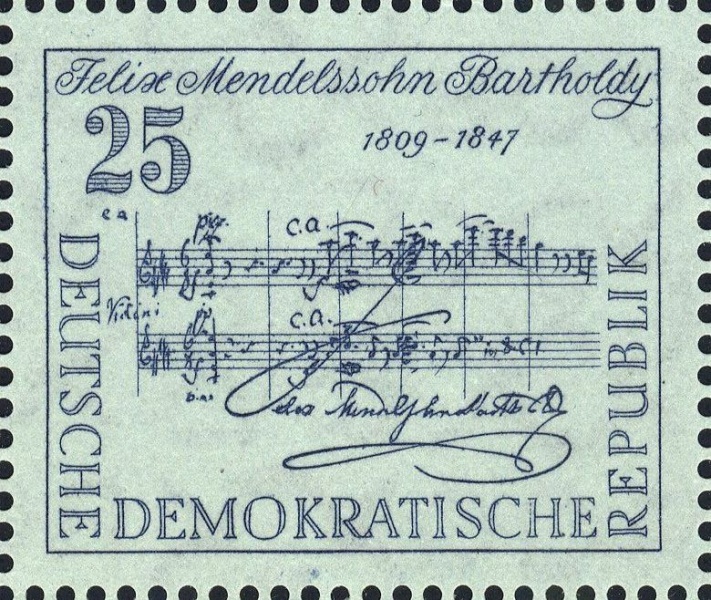 Felix Mendelssohn Bartholdy
25
1809-1847
c.a.
c.a.
DEUTSCHE
DEMOKRATISCHE
REPUBLIK